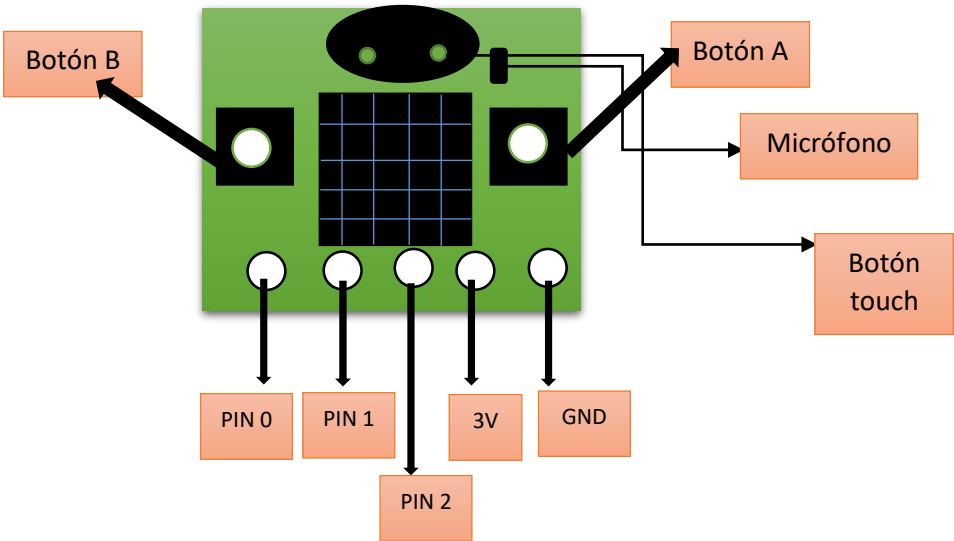 Botón B
Botón A
Micrófono
Botón
touch
PIN 0
PIN 1
3V
GND
PIN 2